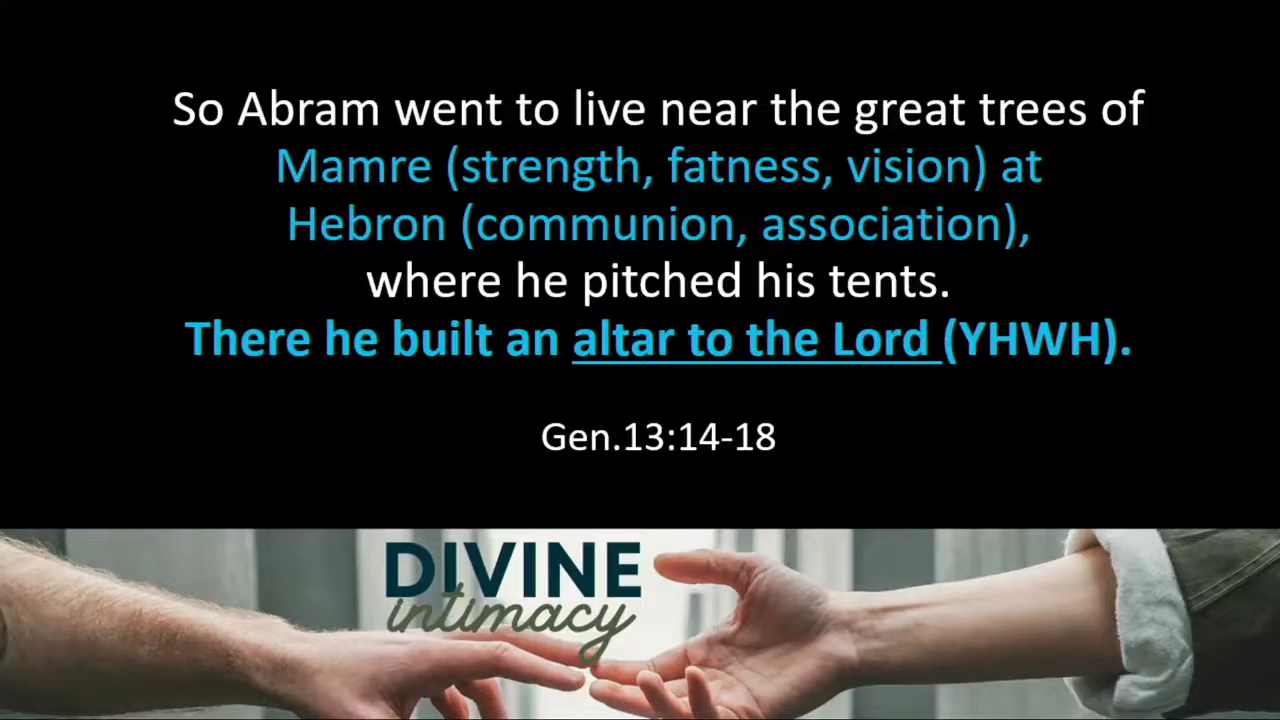 So Abram went to live near the great trees of
Mamre (strength, fatness, vision) at
Hebron (communion, association),
where he pitched his tents.
There he built an altar to the Lord (YHWH).
Gen.13:14-18
DIVINE
intimacy